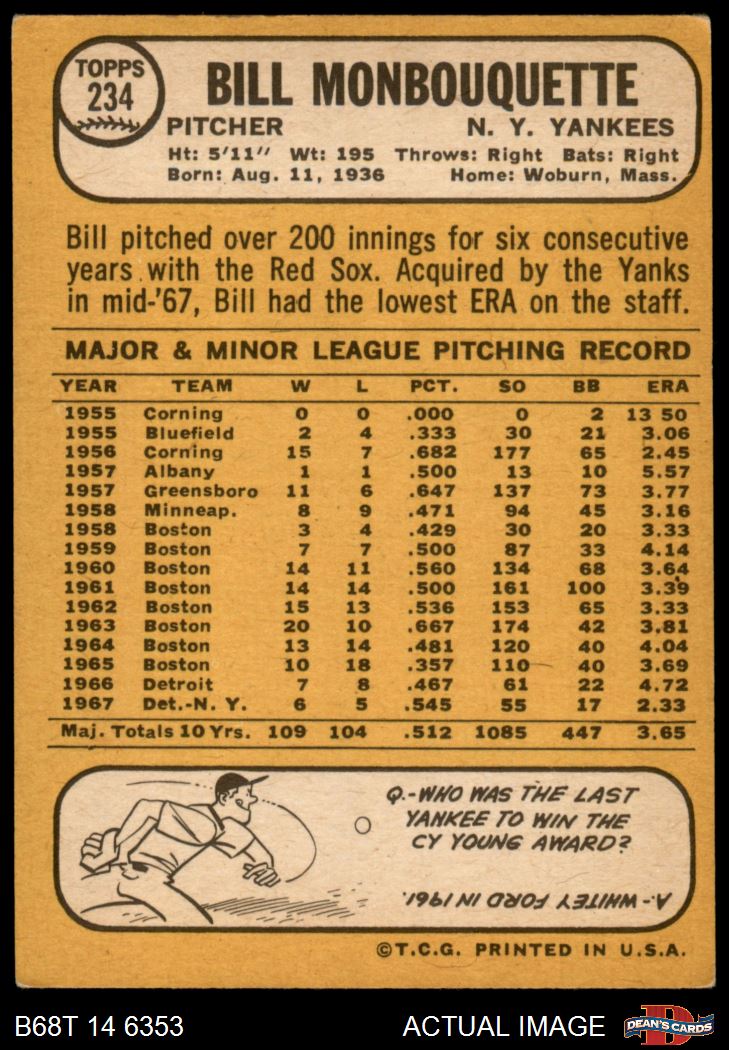 TOPPS
234
BILL MONBOUQUETTE
PITCHER N. Y. YANKEES
Ht: 5'11" Wt: 195 Throws: Right Bats: Right
Born: Aug. 11, 1936 Home: Woburn, Mass.
Bill pitched over 200 innings for six consecutive
years with the Red Sox. Acquired by the Yanks
in mid-'67, Bill had the lowest ERA on the staff.
MAJOR & MINOR LEAGUE PITCHING RECORD
YEAR TEAM W L PCT. SO BB ERA
1955 Corning 0 0 .000 0 2 13 50
1955 Bluefield 2 4 .333 30 21 3.06
1956 Corning 15 7 .682 177 65 2.45
1957 Albany 1 1 .500 13 10 5.57
1957 Greensboro 11 6 .647 137 73 3.77
1958 Minneap. 8 9 .471 94 45 3.16
1958 Boston 3 4 .429 30 20 3.33
1959 Boston 7 7 .500 87 33 4.14
1960 Boston 14 11 .560 134 68 3.64
1961 Boston 14 14 .500 161 100 3.39
1962 Boston 15 13 .536 153 65 3.33
1963 Boston 20 10 .667 174 42 3.81
1964 Boston 13 14 .481 120 40 4.04
1965 Boston 10 18 .357 110 40 3.69
1966 Detroit 7 8 .467 61 22 4.72
1967 Det.-N. Y. 6 5 .545 55 17 2.33
Maj. Totals 10 Yrs. 109 104 .512 1085 447 3.65
Q.-WHO WAS THE LAST
YANKEE TO WIN THE
CY YOUNG AWARD?
A.-WHITEY FORD IN 1961.
©T.C.G. PRINTED IN U.S.A.
B68T 14 6353 ACTUAL IMAGE
D
DEAN'S CARDS